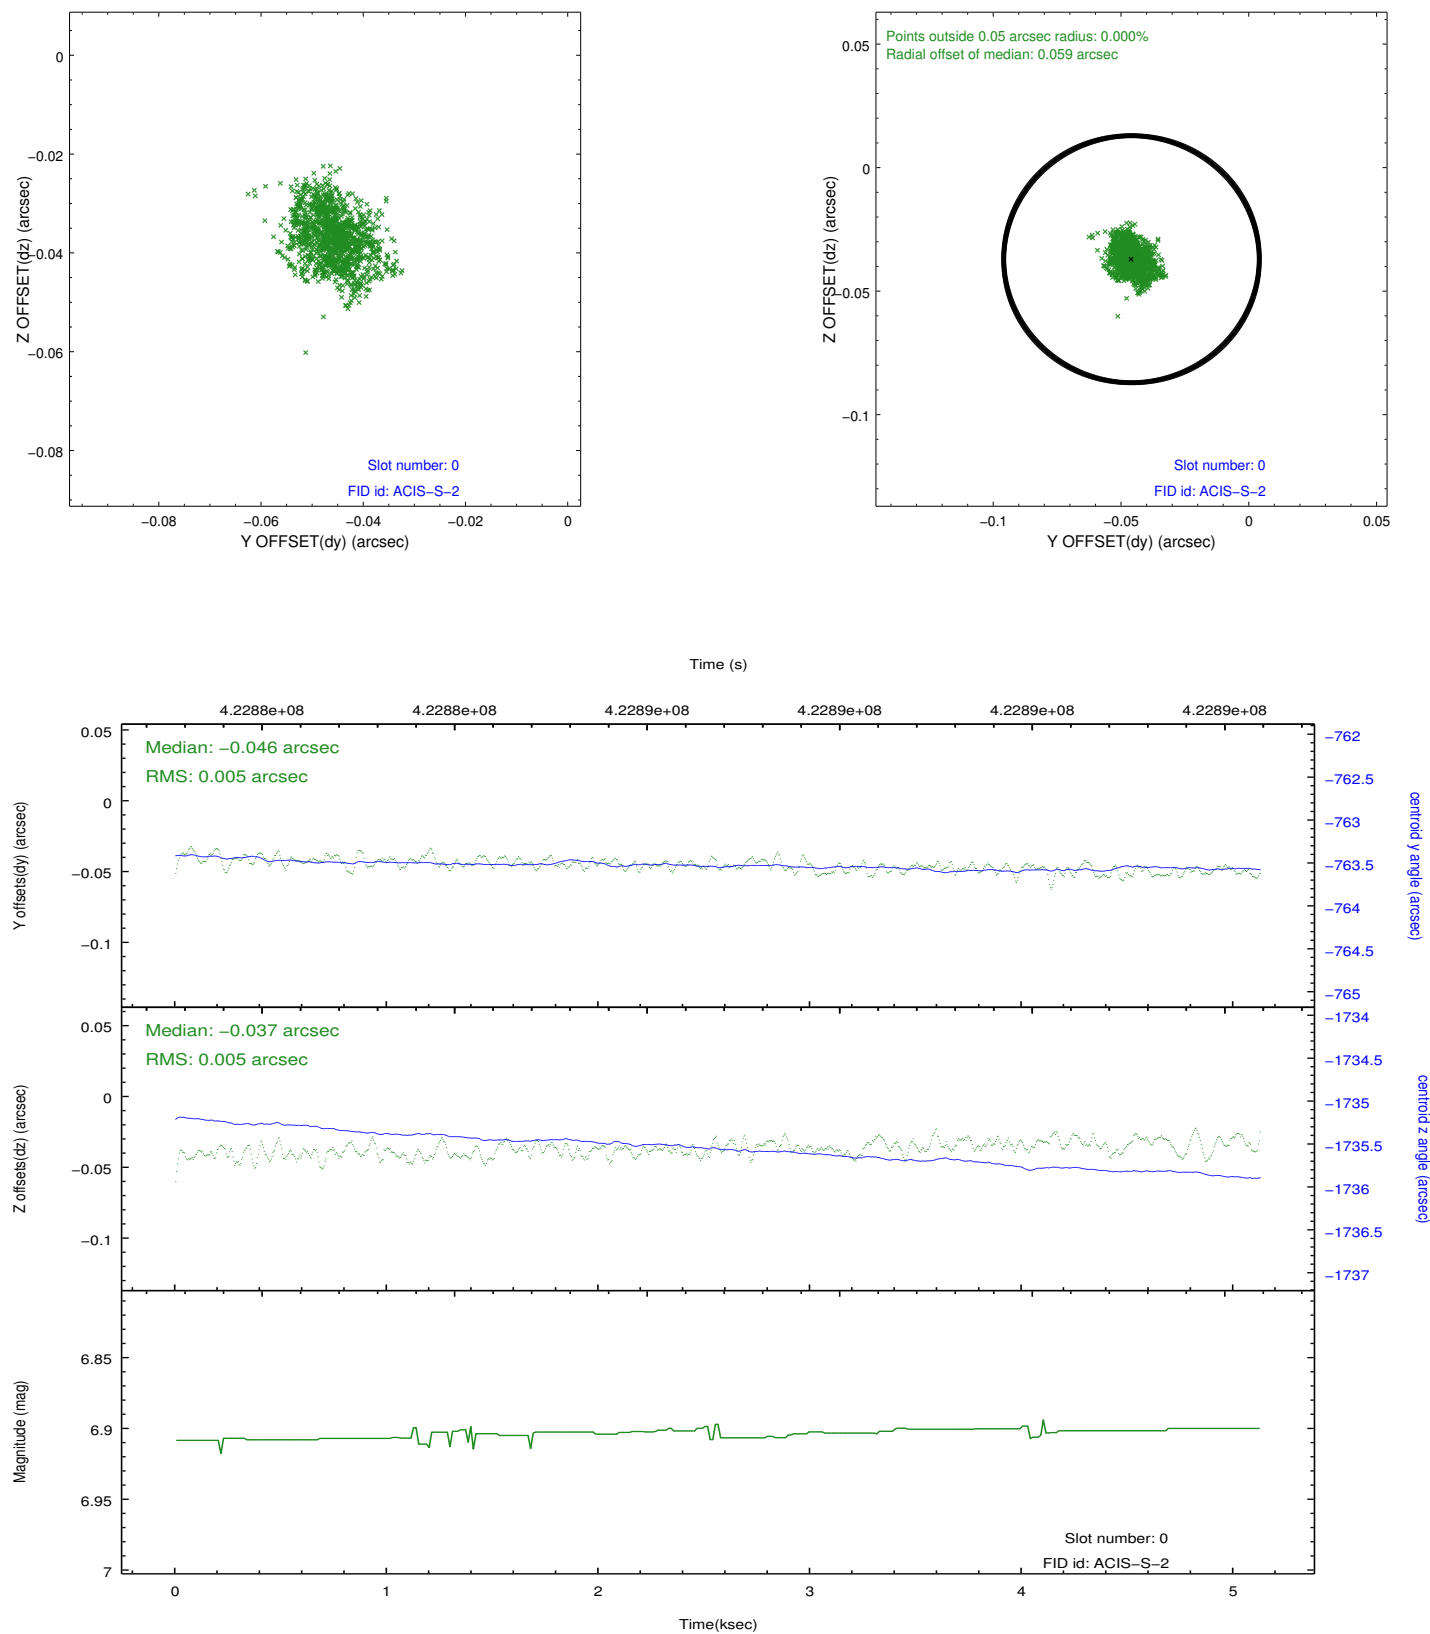 0
−0.02
−0.04
−0.06
−0.08
Z OFFSET(dz) (arcsec)
Slot number: 0
FID id: ACIS−S−2
−0.08
−0.06
−0.04
−0.02
0
Y OFFSET(dy) (arcsec)
Points outside 0.05 arcsec radius: 0.000%
Radial offset of median: 0.059 arcsec
0.05
0
−0.05
−0.1
Z OFFSET(dz) (arcsec)
Slot number: 0
FID id: ACIS−S−2
−0.1
−0.05
0
0.05
Y OFFSET(dy) (arcsec)
Time (s)
4.2288e+08
4.2288e+08
4.2289e+08
4.2289e+08
4.2289e+08
4.2289e+08
Median: −0.046 arcsec
RMS: 0.005 arcsec
0.05
0
−0.05
−0.1
Y offsets(dy) (arcsec)
−762
−762.5
−763
−763.5
−764
−764.5
−765
centroid y angle (arcsec)
Median: −0.037 arcsec
RMS: 0.005 arcsec
0.05
0
−0.05
−0.1
Z offsets(dz) (arcsec)
−1734
−1734.5
−1735
−1735.5
−1736
−1736.5
−1737
centroid z angle (arcsec)
6.85
6.9
6.95
7
Magnitude (mag)
Slot number: 0
FID id: ACIS−S−2
0
1
2
3
4
5
Time(ksec)